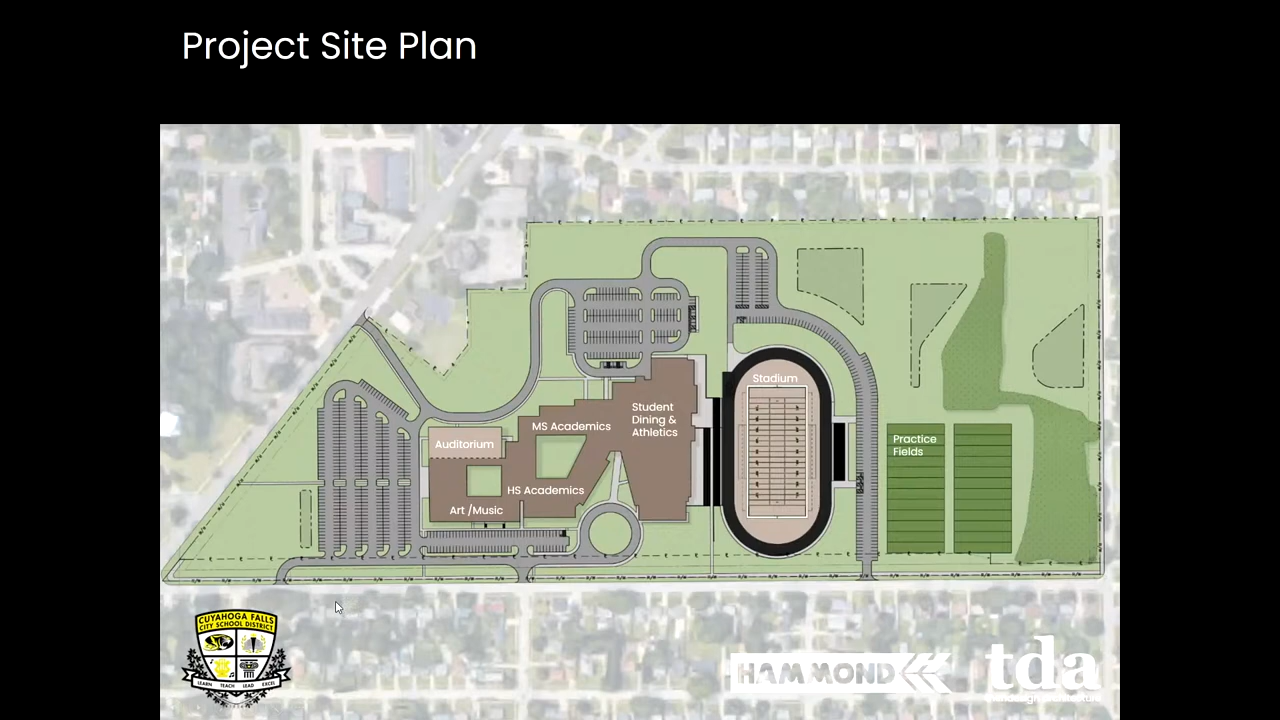 Project Site Plan
Stadium
Student
Dining &
Athletics
MS Academics
Auditorium
Practice
Fields
HS Academics
Art /Music
CUYAHOGA FALLS
CITY SCHOOL DISTRICT
LEARN TEACH LEAD EXCEL
HAMMOND
tda